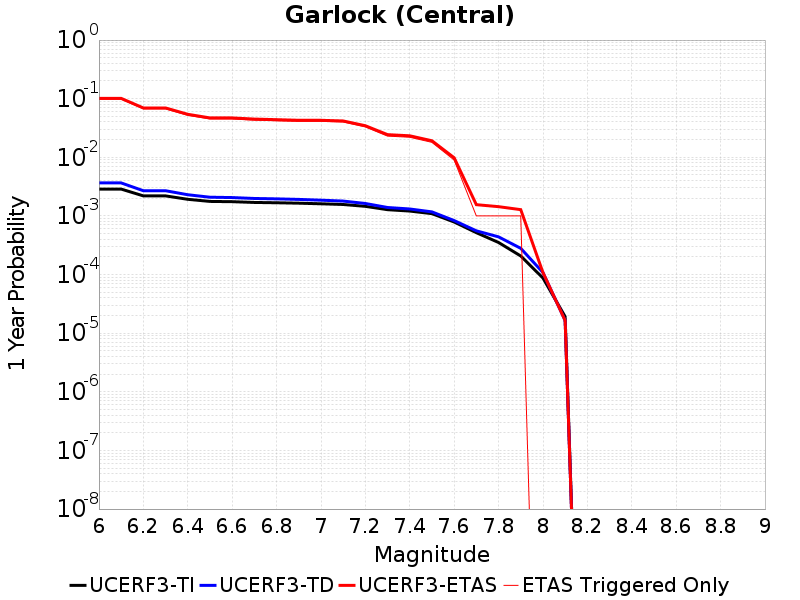 Garlock (Central)
1 Year Probability
10^0
10^-1
10^-2
10^-3
10^-4
10^-5
10^-6
10^-7
10^-8
6 6.2 6.4 6.6 6.8 7 7.2 7.4 7.6 7.8 8 8.2 8.4 8.6 8.8 9
Magnitude
UCERF3-TI UCERF3-TD UCERF3-ETAS ETAS Triggered Only